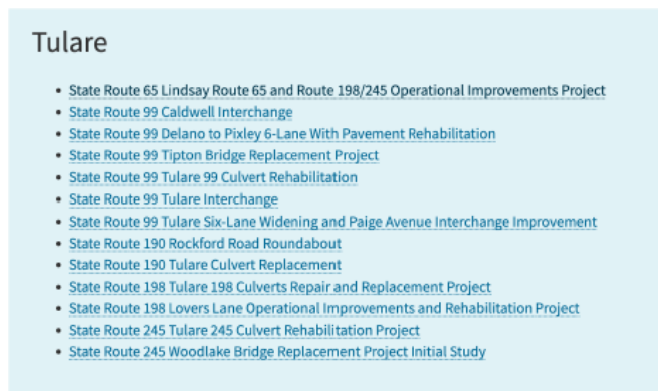 Tulare
State Route 65 Lindsay Route 65 and Route 198/245 Operational Improvements Project
State Route 99 Caldwell Interchange
State Route 99 Delano to Pixley 6-Lane With Pavement Rehabilitation
State Route 99 Tipton Bridge Replacement Project
State Route 99 Tulare 99 Culvert Rehabilitation
State Route 99 Tulare Interchange
State Route 99 Tulare Six-Lane Widening and Paige Avenue Interchange Improvement
State Route 190 Rockford Road Roundabout
State Route 190 Tulare Culvert Replacement
State Route 198 Tulare 198 Culverts Repair and Replacement Project
State Route 198 Lovers Lane Operational Improvements and Rehabilitation Project
State Route 245 Tulare 245 Culvert Rehabilitation Project
State Route 245 Woodlake Bridge Replacement Project Initial Study